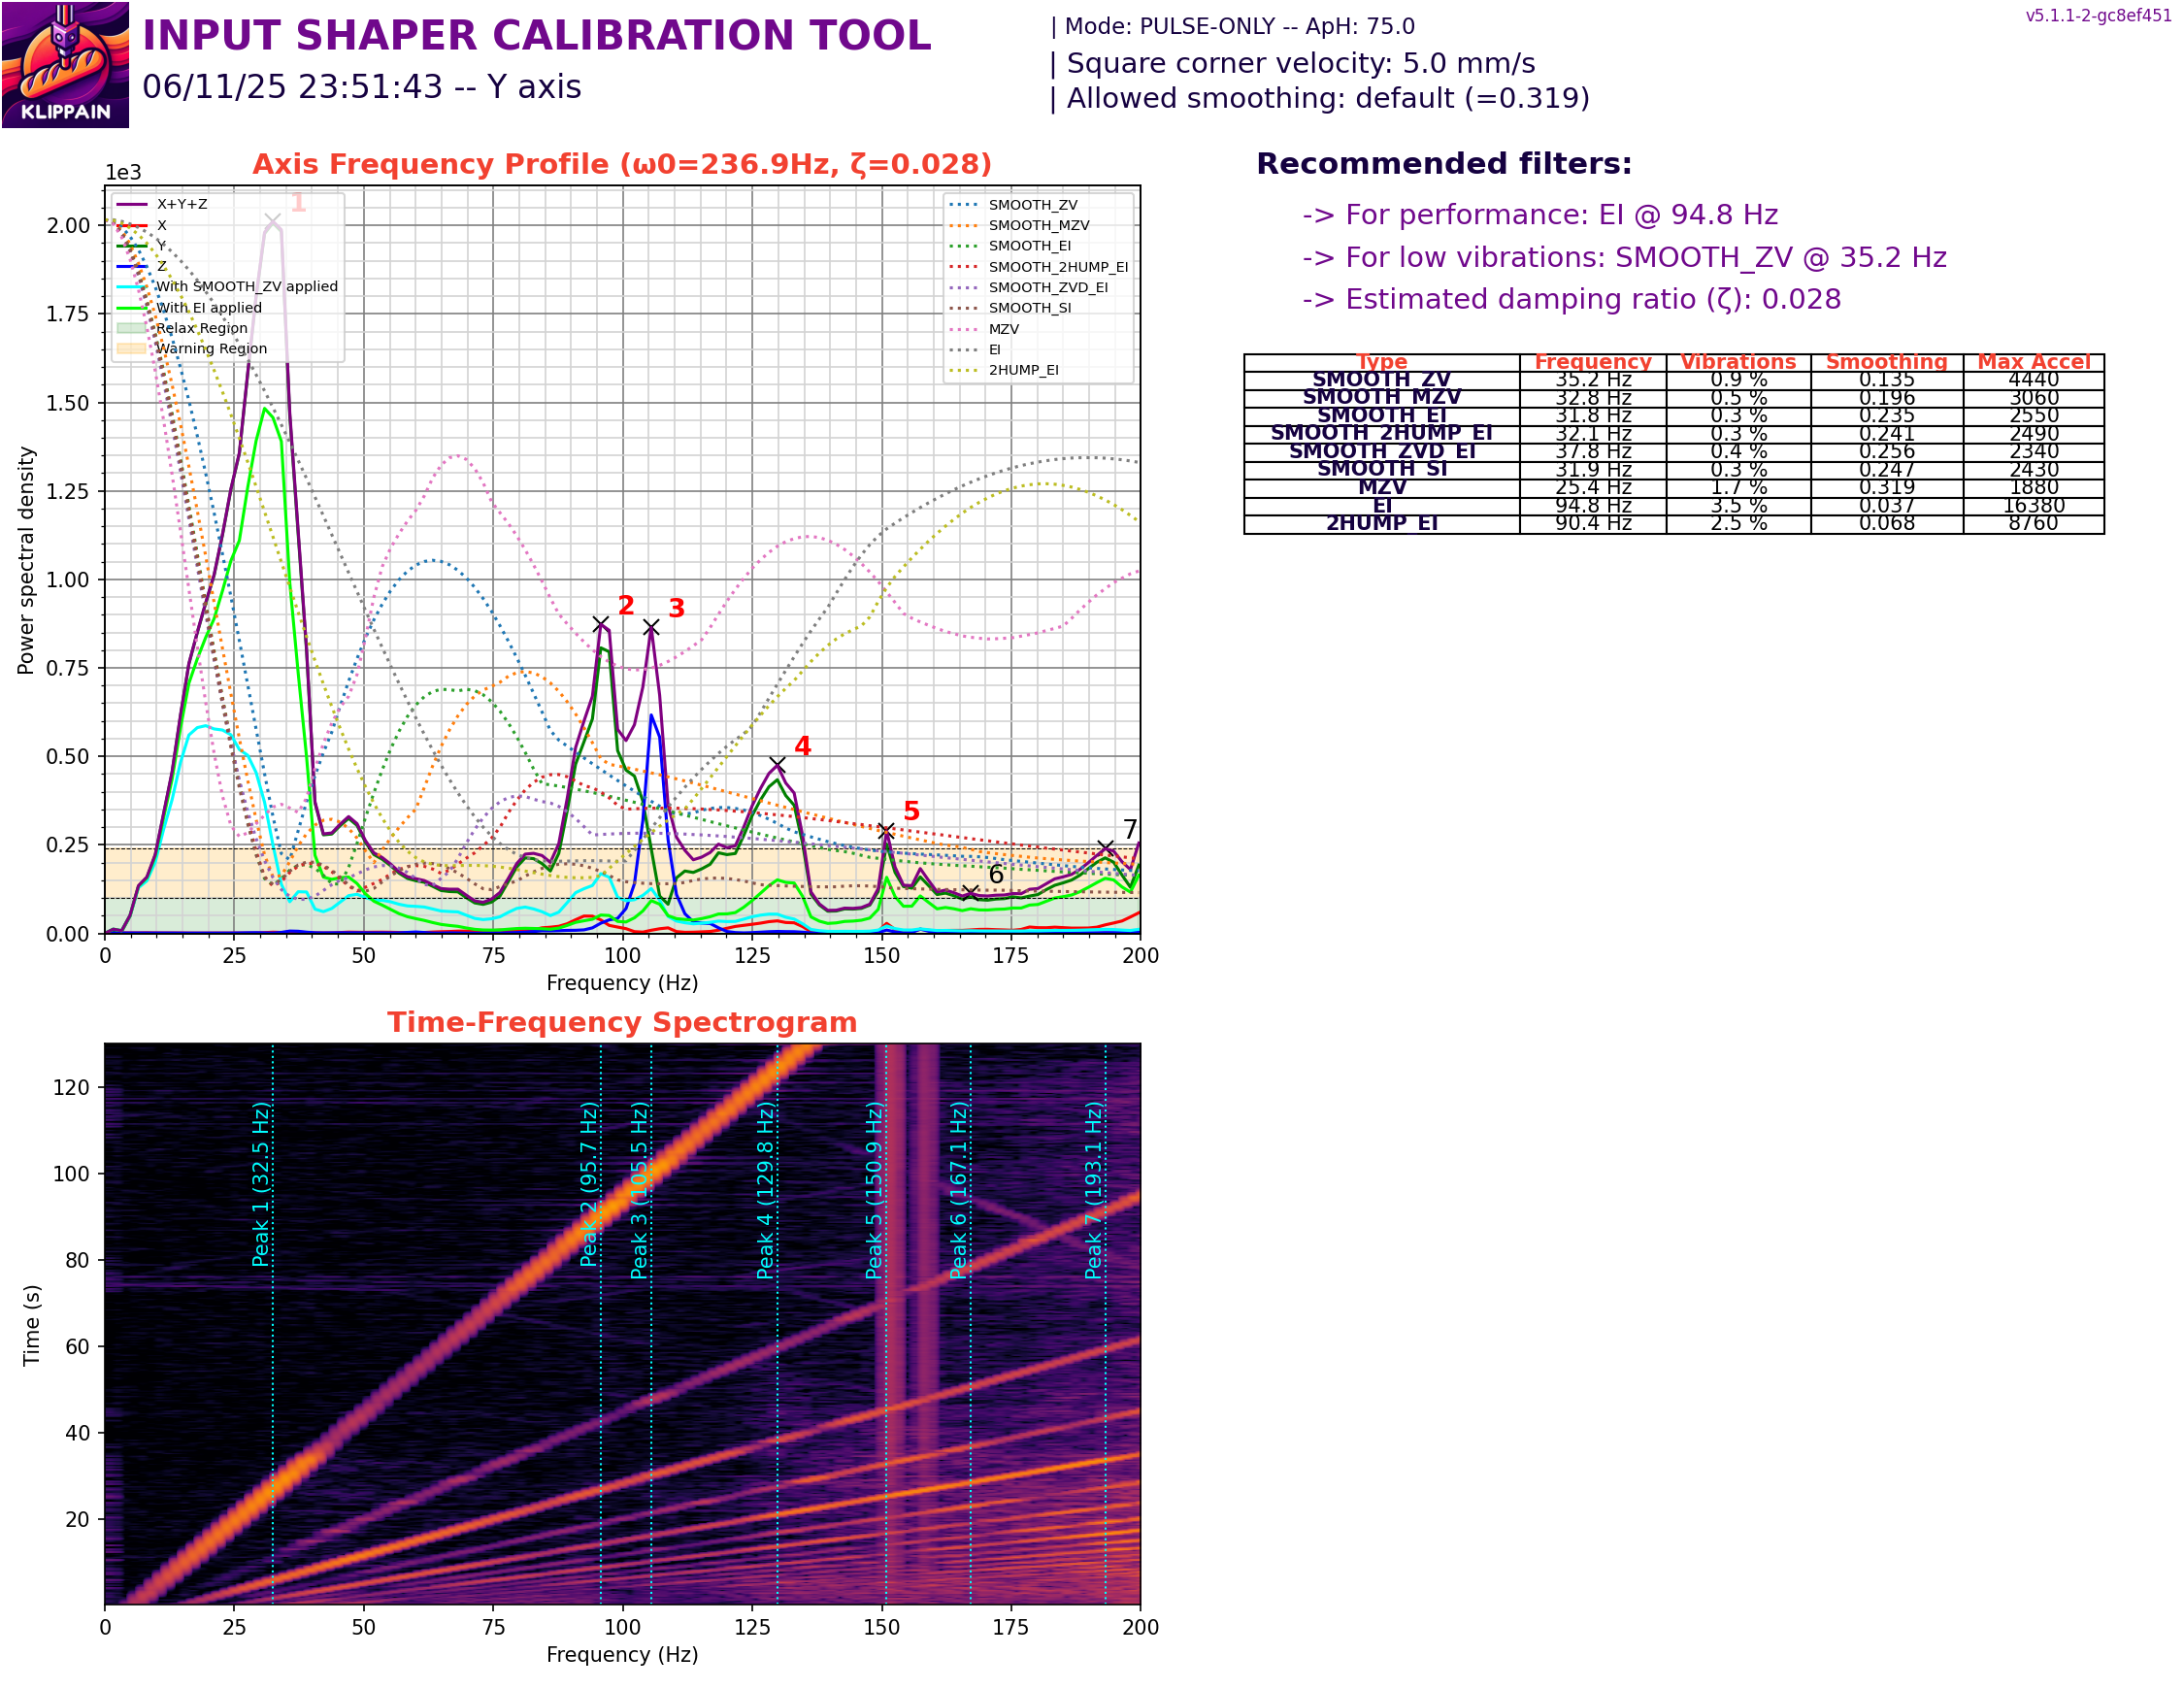 KLIPPAIN
INPUT SHAPER CALIBRATION TOOL
06/11/25 23:51:43 -- Y axis
| Mode: PULSE-ONLY -- ApH: 75.0
| Square corner velocity: 5.0 mm/s
| Allowed smoothing: default (=0.319)
v5.1.1-2-gc8ef451
Axis Frequency Profile (ω0=236.9Hz, ζ=0.028)
1e3
Power spectral density
2.00
1.75
1.50
1.25
1.00
0.75
0.50
0.25
0.00
X+Y+Z
X
Y
Z
With SMOOTH_ZV applied
With EI applied
Relax Region
Warning Region
SMOOTH_ZV
SMOOTH_MZV
SMOOTH_EI
SMOOTH_2HUMP_EI
SMOOTH_ZVD_EI
SMOOTH_SI
MZV
EI
2HUMP_EI
1
2
3
4
5
6
7
0 25 50 75 100 125 150 175 200
Frequency (Hz)
Recommended filters:
-> For performance: EI @ 94.8 Hz
-> For low vibrations: SMOOTH_ZV @ 35.2 Hz
-> Estimated damping ratio (ζ): 0.028
Type Frequency Vibrations Smoothing Max Accel
SMOOTH_ZV 35.2 Hz 0.9 % 0.135 4440
SMOOTH_MZV 32.8 Hz 0.5 % 0.196 3060
SMOOTH_EI 31.8 Hz 0.3 % 0.235 2550
SMOOTH_2HUMP_EI 32.1 Hz 0.3 % 0.241 2490
SMOOTH_ZVD_EI 37.8 Hz 0.4 % 0.256 2340
SMOOTH_SI 31.9 Hz 0.3 % 0.247 2430
MZV 25.4 Hz 1.7 % 0.319 1880
EI 94.8 Hz 3.5 % 0.037 16380
2HUMP_EI 90.4 Hz 2.5 % 0.068 8760
Time-Frequency Spectrogram
Time (s)
120
100
80
60
40
20
Peak 1 (32.5 Hz)
Peak 2 (95.7 Hz)
Peak 3 (105.5 Hz)
Peak 4 (129.8 Hz)
Peak 5 (150.9 Hz)
Peak 6 (167.1 Hz)
Peak 7 (193.1 Hz)
0 25 50 75 100 125 150 175 200
Frequency (Hz)